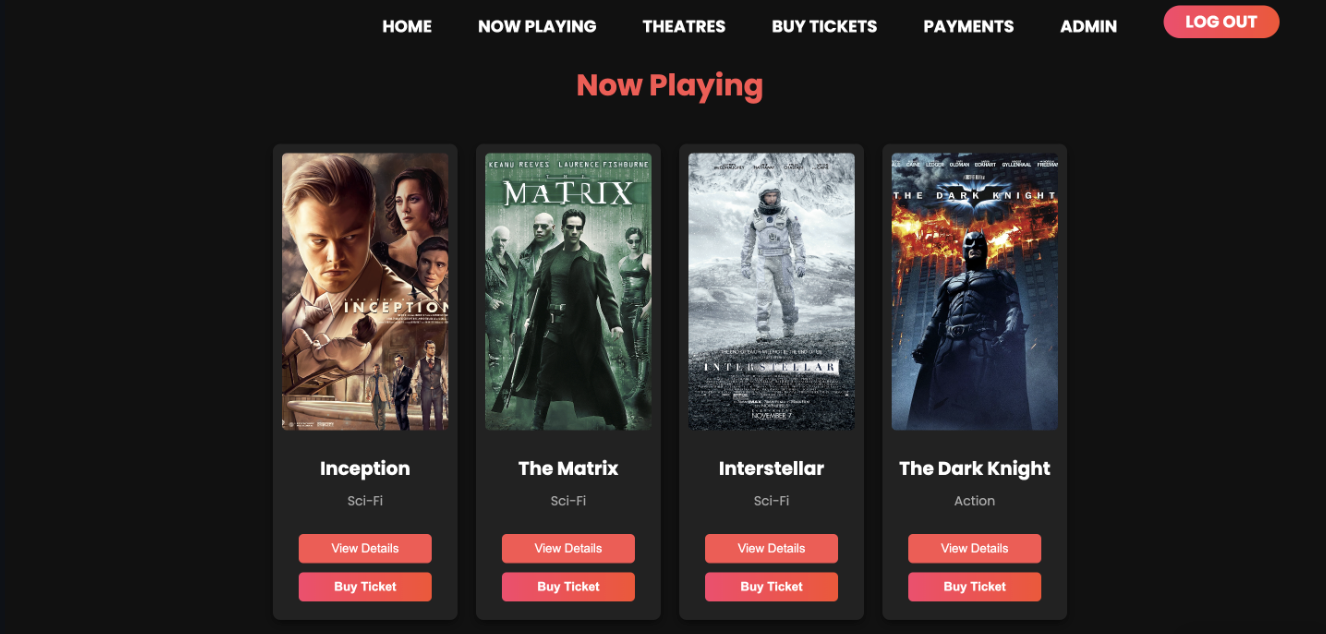 HOME NOW PLAYING THEATRES BUY TICKETS PAYMENTS ADMIN LOG OUT
Now Playing
INCEPTION
KEANU REEVES LAURENCE FISHBURNE
THE
MATRIX
INTERSTELLAR
NOVEMBER 7
THE DARK KNIGHT
Inception The Matrix Interstellar The Dark Knight
Sci-Fi Sci-Fi Sci-Fi Action
View Details View Details View Details View Details
Buy Ticket Buy Ticket Buy Ticket Buy Ticket